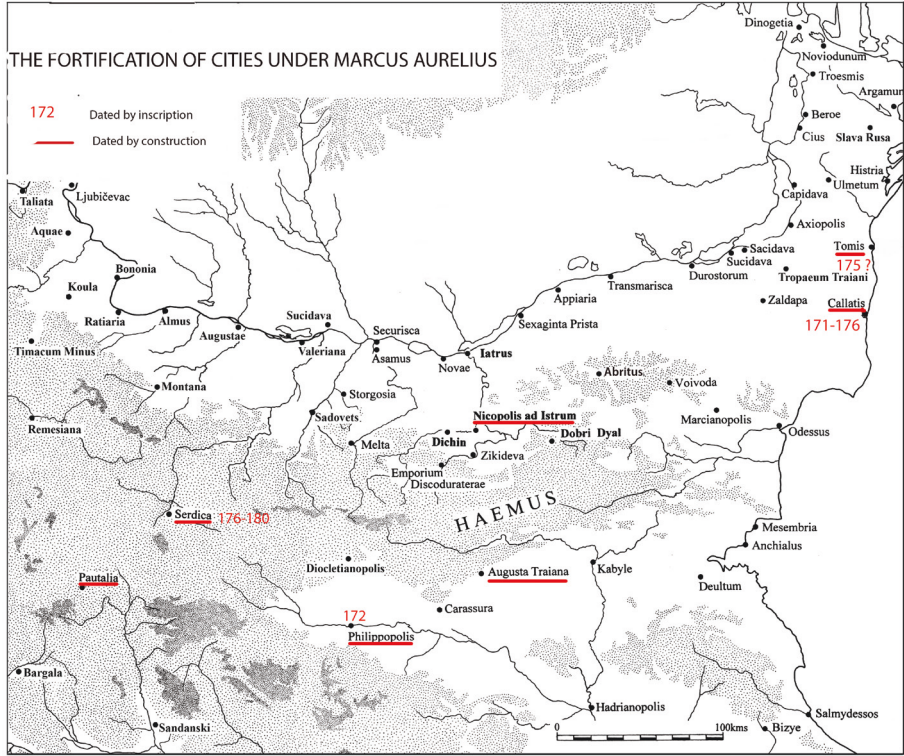 Dinogetia
Noviodunum
THE FORTIFICATION OF CITIES UNDER MARCUS AURELIUS
Troesmis
Argamum
172 Dated by inscription
Beroe
Cius
Slava Rusa
Dated by construction
Histria
Ulmetum
Capidava
Taliata
Ljubičevac
Axiopolis
Aquae
Tomis
175 ?
Sacidava
Sucidava
Durostorum
Tropaeum Traiani
Bononia
Koula
Transmarisca
Appiaria
Zaldapa
Callatis
171-176
Ratiaria
Almus
Sucidava
Sexaginta Prista
Augustae
Securisca
Timacum Minus
Valeriana
Asamus
Novae
Iatrus
Abritus
Voivoda
Montana
Storgosia
Remesiana
Sadovets
Nicopolis ad Istrum
Marcianopolis
Odessus
Melta
Dichin
Dobri Dyal
Zikideva
Emporium
Discoduraterae
HAEMUS
Serdica 176-180
Mesembria
Anchialus
Diocletianopolis
Kabyle
Pautalia
Augusta Traiana
Deultum
Carassura
172
Philippopolis
Bargala
Hadrianopolis
Salmydessos
Sandanski
0 100kms
Bizye